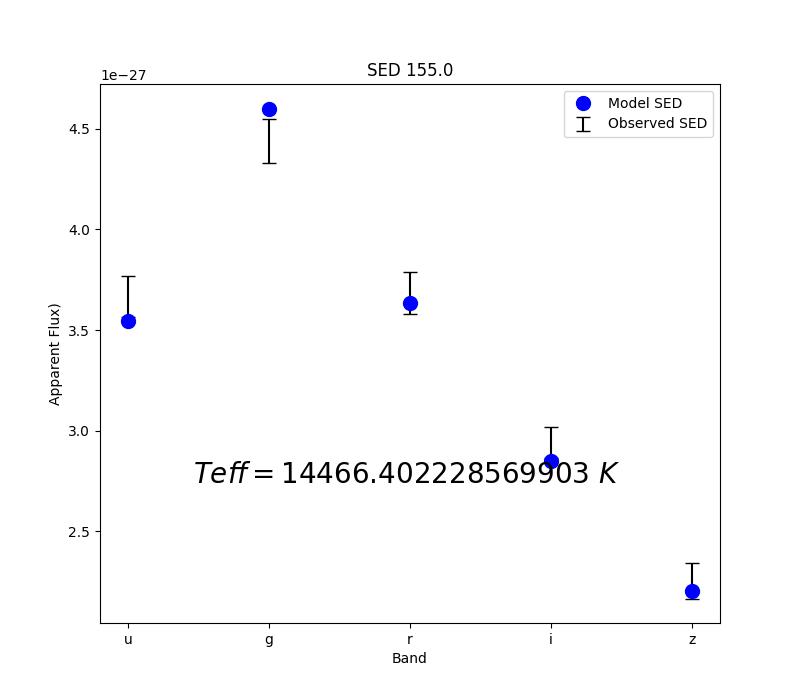 SED 155.0
1e−27
Model SED
Observed SED
4.5
4.0
3.5
3.0
2.5
Apparent Flux)
Teff = 14466.402228569903 K
u g r i z
Band